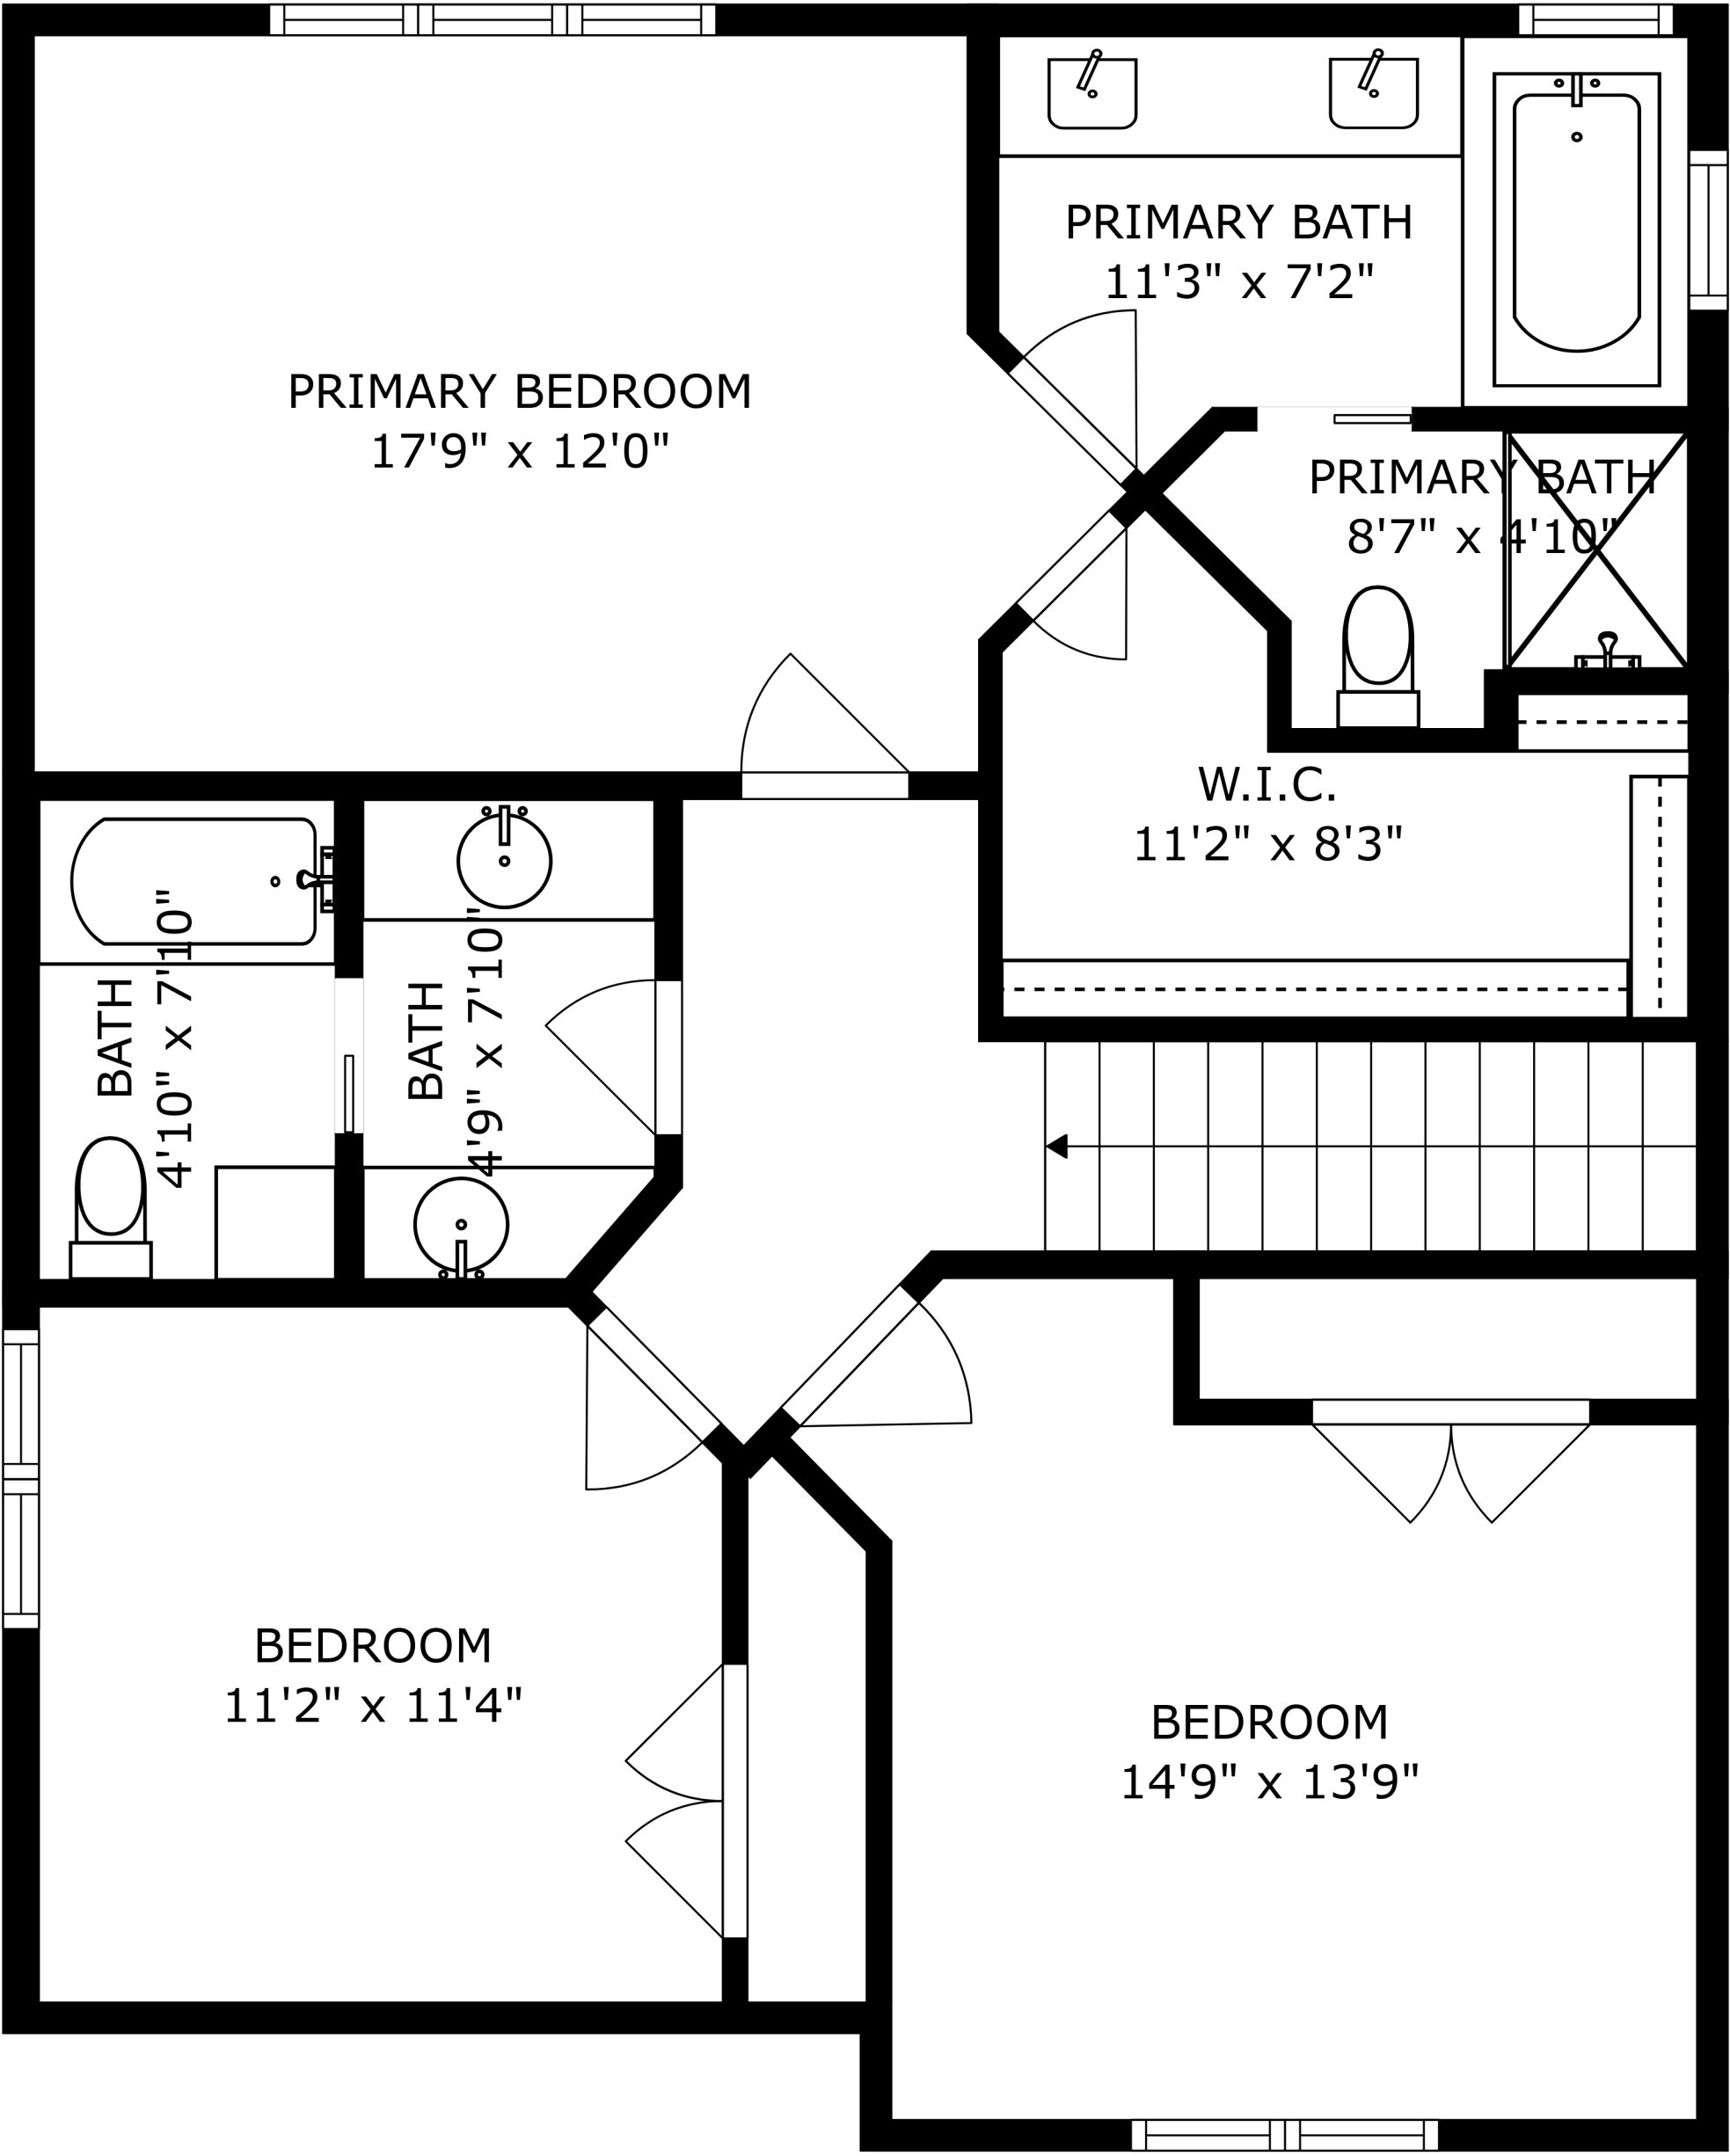 PRIMARY BATH
11'3" x 7'2"
PRIMARY BEDROOM
17'9" x 12'0"
PRIMARY BATH
8'7" x 4'10"
W.I.C.
11'2" x 8'3"
BATH
4'10" x 7'10"
BATH
4'9" x 7'10"
BEDROOM
11'2" x 11'4"
BEDROOM
14'9" x 13'9"